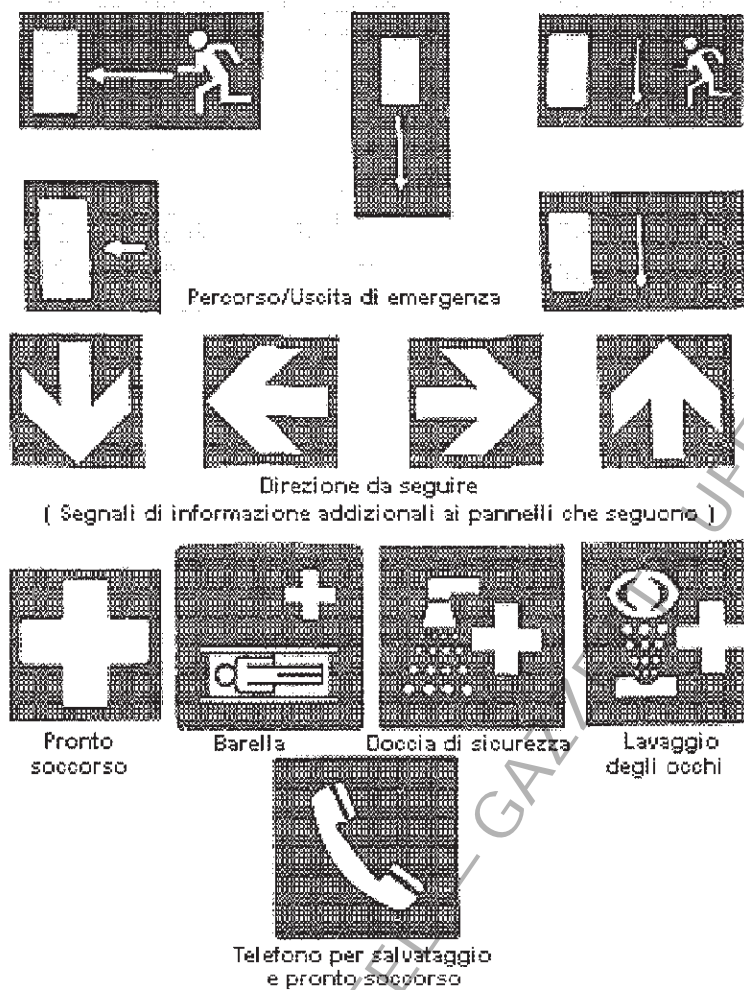 Percorso/Uscita di emergenza
Direzione da seguire
( Segnali di informazione addizionali ai pannelli che seguono )
Pronto
soccorso
Barella
Doccia di sicurezza
Lavaggio
degli occhi
Telefono per salvataggio
e pronto soccorso